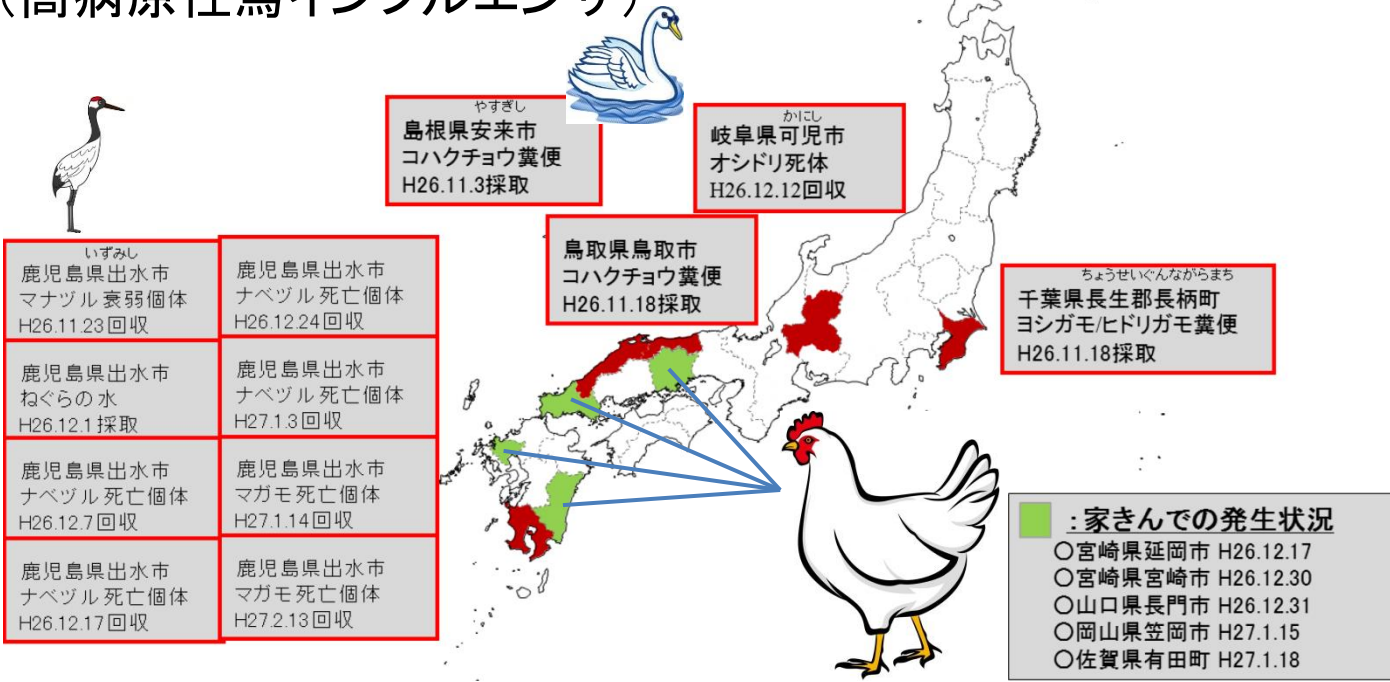 （高病原性鳥インフルエンザ）
やすぎし
島根県安来市
コハクチョウ糞便
H26.11.3採取
かにし
岐阜県可児市
オシドリ死体
H26.12.12回収
鳥取県鳥取市
コハクチョウ糞便
H26.11.18採取
ちょうせいぐんながらまち
千葉県長生郡長柄町
ヨシガモ/ヒドリガモ糞便
H26.11.18採取
いずみし
鹿児島県出水市
マナヅル衰弱個体
H26.11.23回収
鹿児島県出水市
ナベヅル死亡個体
H26.12.24回収
鹿児島県出水市
ねぐらの水
H26.12.1採取
鹿児島県出水市
ナベヅル死亡個体
H27.1.3回収
鹿児島県出水市
ナベヅル死亡個体
H26.12.7回収
鹿児島県出水市
マガモ死亡個体
H27.1.14回収
鹿児島県出水市
ナベヅル死亡個体
H26.12.17回収
鹿児島県出水市
マガモ死亡個体
H27.2.13回収
：家きんでの発生状況
〇宮崎県延岡市 H26.12.17
〇宮崎県宮崎市 H26.12.30
〇山口県長門市 H26.12.31
〇岡山県笠岡市 H27.1.15
〇佐賀県有田町 H27.1.18